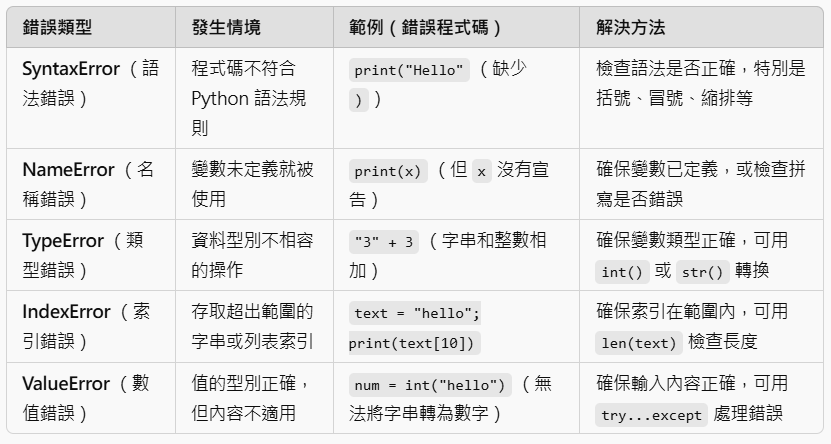 錯誤類型 發生情境 範例（錯誤程式碼） 解決方法
SyntaxError（語 程式碼不符合 print("Hello"（缺少 檢查語法是否正確，特別是
法錯誤） Python 語法規 )） 括號、冒號、縮排等
則
NameError（名 變數未定義就被 print(x)（但 x 沒有宣 確保變數已定義，或檢查拼
稱錯誤） 使用 告） 寫是否錯誤
TypeError（類 資料型別不相容 "3" + 3（字串和整數相 確保變數類型正確，可用
型錯誤） 的操作 加） int() 或 str() 轉換
IndexError（索 存取超出範圍的 text = "hello"; 確保索引在範圍內，可用
引錯誤） 字串或列表索引 print(text[10]) len(text) 檢查長度
ValueError（數 值的型別正確， num = int("hello")（無 確保輸入內容正確，可用
值錯誤） 但內容不適用 法將字串轉為數字） try...except 處理錯誤